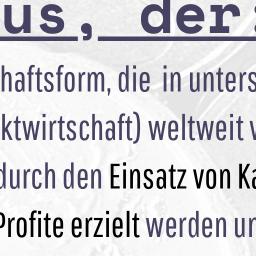 us, der:
haftsform, die in unters
ktwirtschaft) weltweit
durch den Einsatz von Ka
Profite erzielt werden un